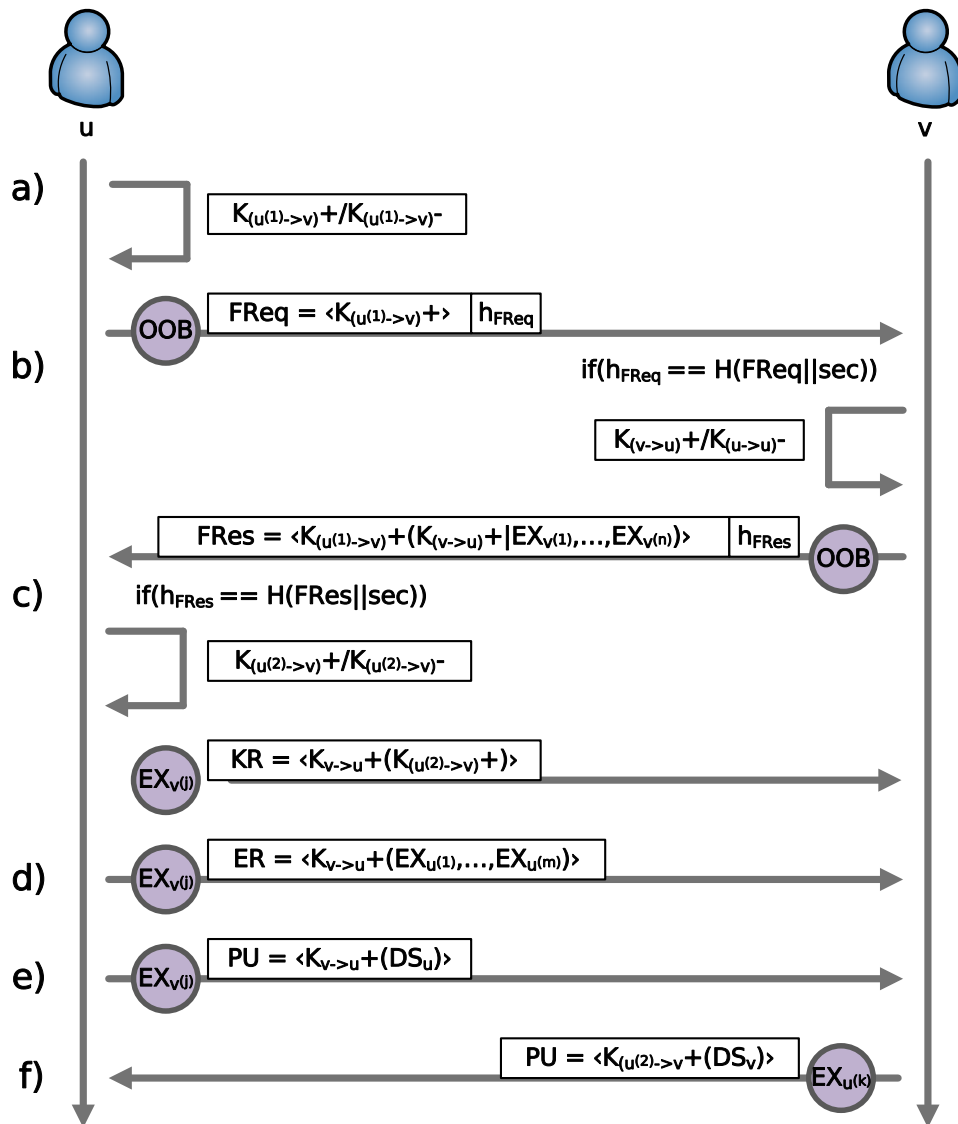 u
v
a)
K(u(1)->v)+/K(u(1)->v)-
OOB
FReq = ‹K(u(1)->v)+›
hFReq
b)
if(hFReq == H(FReq||sec))
K(v->u)+/K(u->u)-
FRes = ‹K(u(1)->v)+(K(v->u)+|EXv(1),...,EXv(n))›
hFRes
OOB
c)
if(hFRes == H(FRes||sec))
K(u(2)->v)+/K(u(2)->v)-
EXv(j)
KR = ‹Kv->u+(K(u(2)->v)+)›
d)
EXv(j)
ER = ‹Kv->u+(EXu(1),...,EXu(m))›
e)
EXv(j)
PU = ‹Kv->u+(DSu)›
f)
PU = ‹K(u(2)->v+(DSv)›
EXu(k)